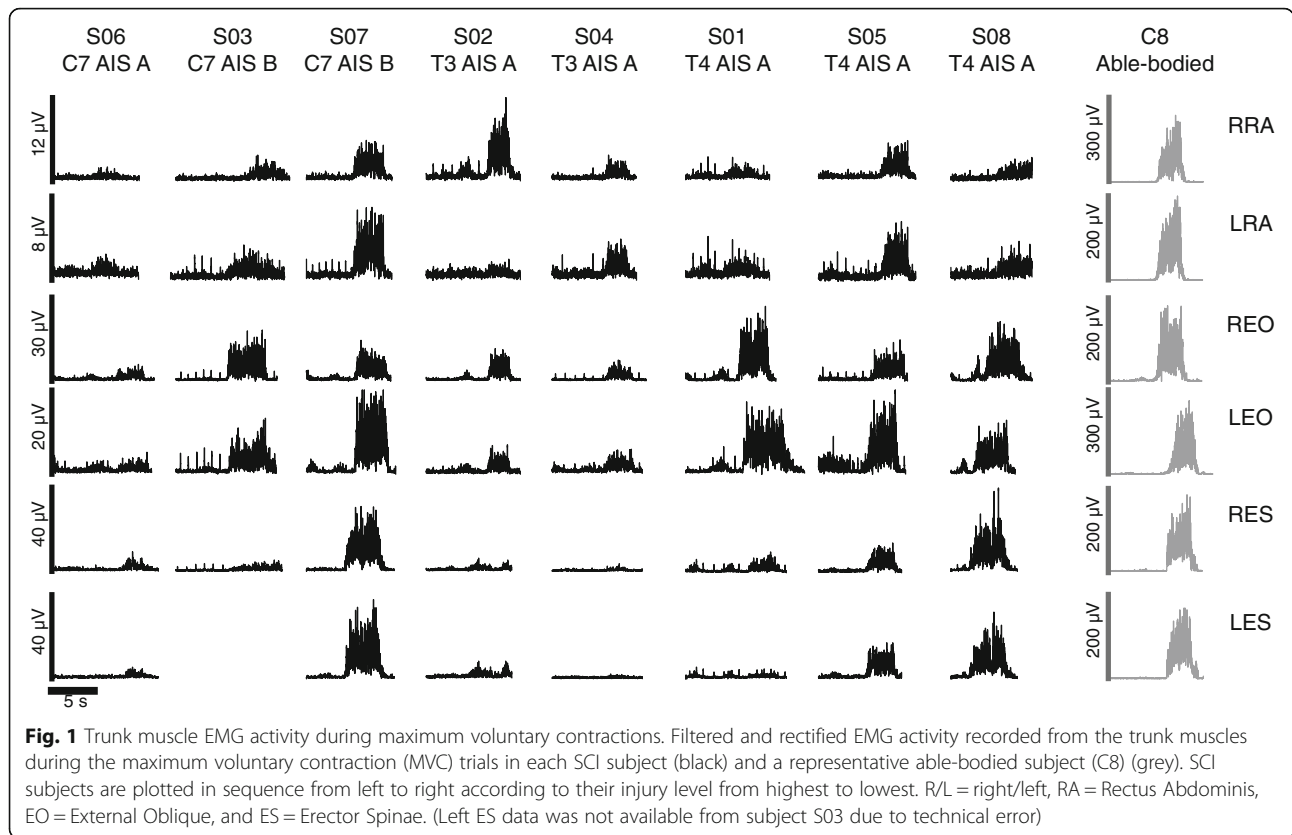 S06 S03 S07 S02 S04 S01 S05 S08 C8
C7 AIS A C7 AIS B C7 AIS B T3 AIS A T3 AIS A T4 AIS A T4 AIS A T4 AIS A Able-bodied
12 µV 300 µV RRA
8 µV 200 µV LRA
30 µV 200 µV REO
20 µV 300 µV LEO
40 µV 200 µV RES
40 µV 200 µV LES
5 s
Fig. 1 Trunk muscle EMG activity during maximum voluntary contractions. Filtered and rectified EMG activity recorded from the trunk muscles
during the maximum voluntary contraction (MVC) trials in each SCI subject (black) and a representative able-bodied subject (C8) (grey). SCI
subjects are plotted in sequence from left to right according to their injury level from highest to lowest. R/L = right/left, RA = Rectus Abdominis,
EO = External Oblique, and ES = Erector Spinae. (Left ES data was not available from subject S03 due to technical error)